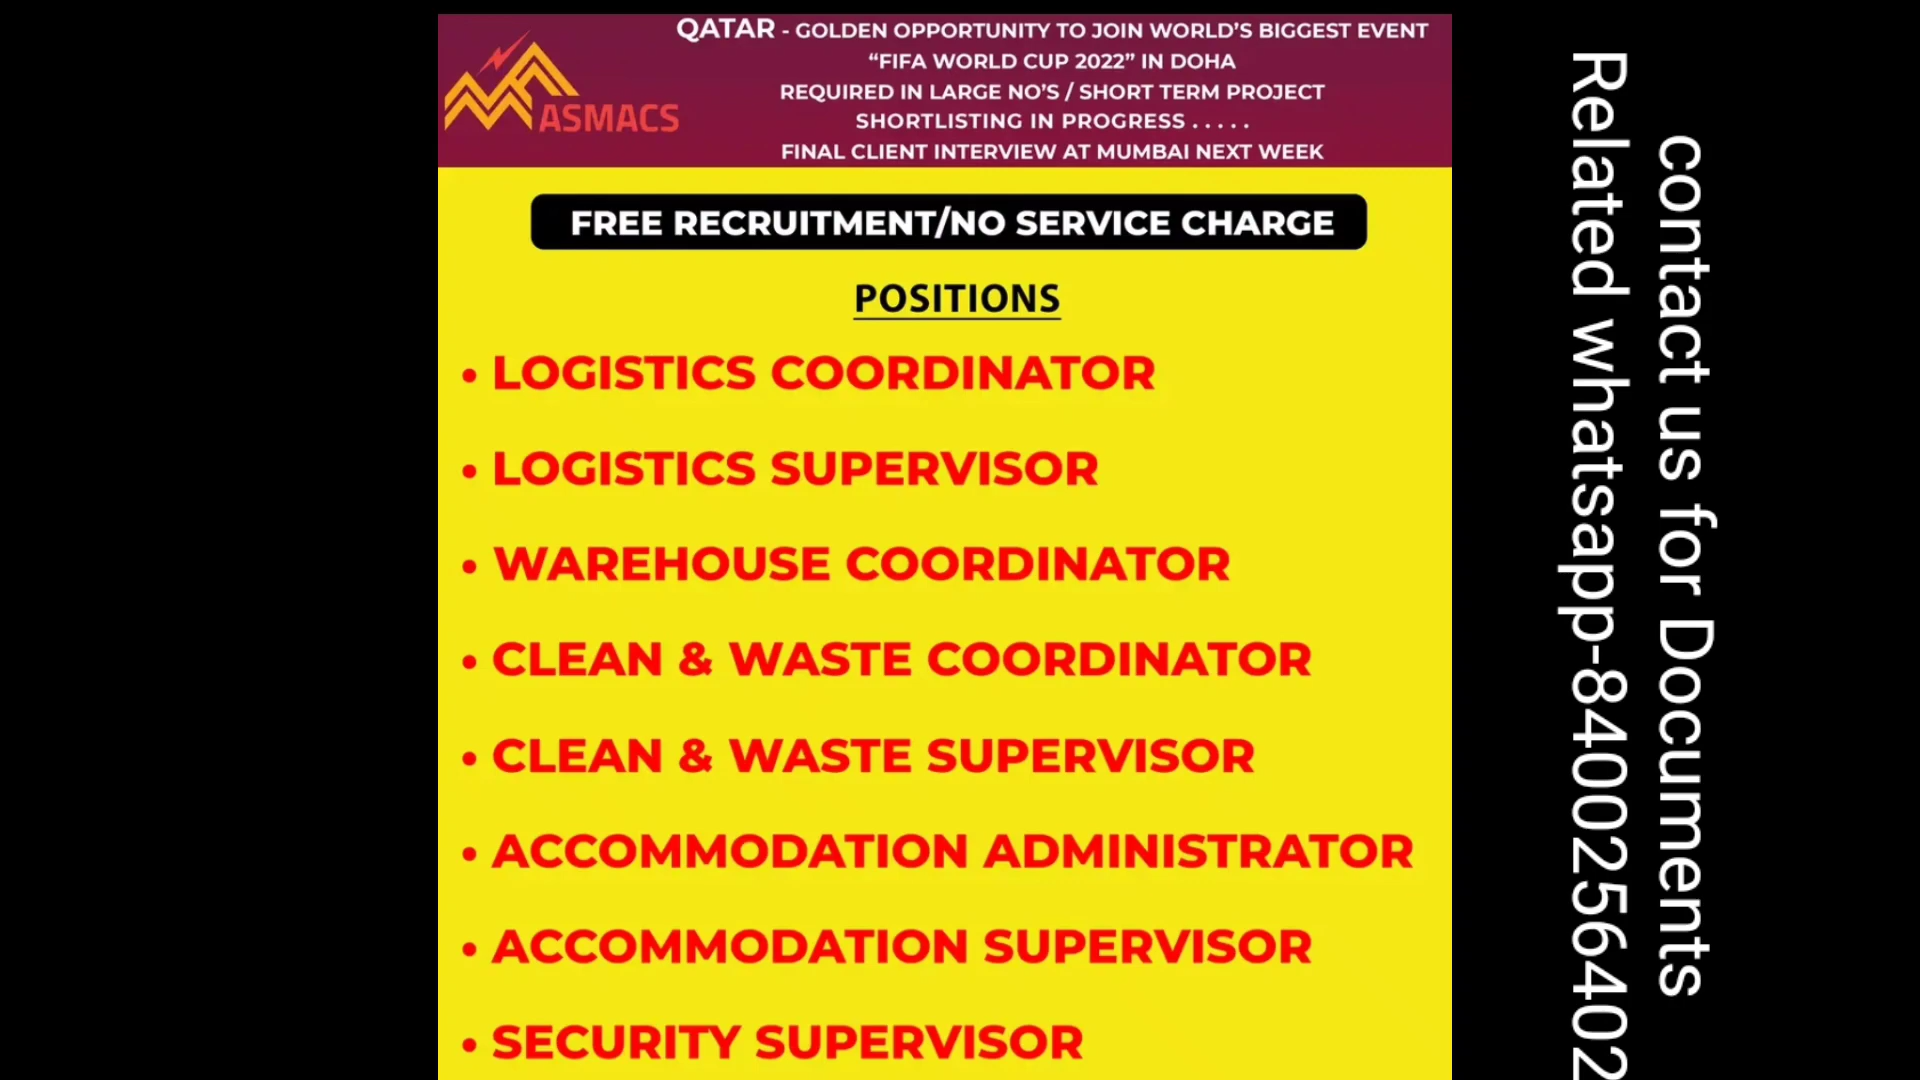 ASMACS
QATAR - GOLDEN OPPORTUNITY TO JOIN WORLD'S BIGGEST EVENT
“FIFA WORLD CUP 2022” IN DOHA
REQUIRED IN LARGE NO'S / SHORT TERM PROJECT
SHORTLISTING IN PROGRESS . . . . .
FINAL CLIENT INTERVIEW AT MUMBAI NEXT WEEK
FREE RECRUITMENT/NO SERVICE CHARGE
POSITIONS
• LOGISTICS COORDINATOR
• LOGISTICS SUPERVISOR
• WAREHOUSE COORDINATOR
• CLEAN & WASTE COORDINATOR
• CLEAN & WASTE SUPERVISOR
• ACCOMMODATION ADMINISTRATOR
• ACCOMMODATION SUPERVISOR
• SECURITY SUPERVISOR
contact us for Documents
Related whatsapp-8400256402